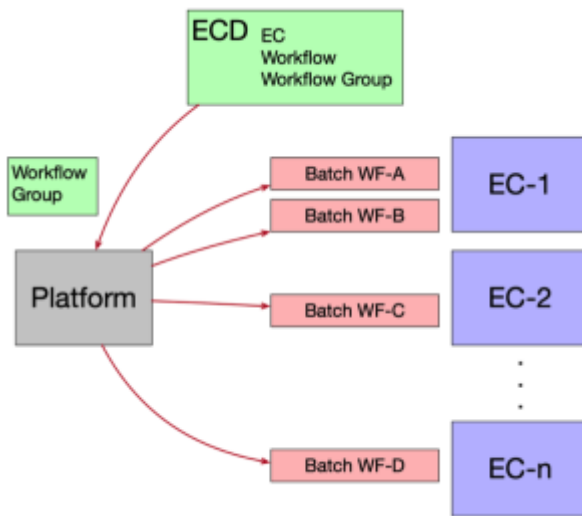 ECD EC
Workflow
Workflow Group
Workflow
Group
Batch WF-A
EC-1
Batch WF-B
Platform
EC-2
Batch WF-C
Batch WF-D
EC-n